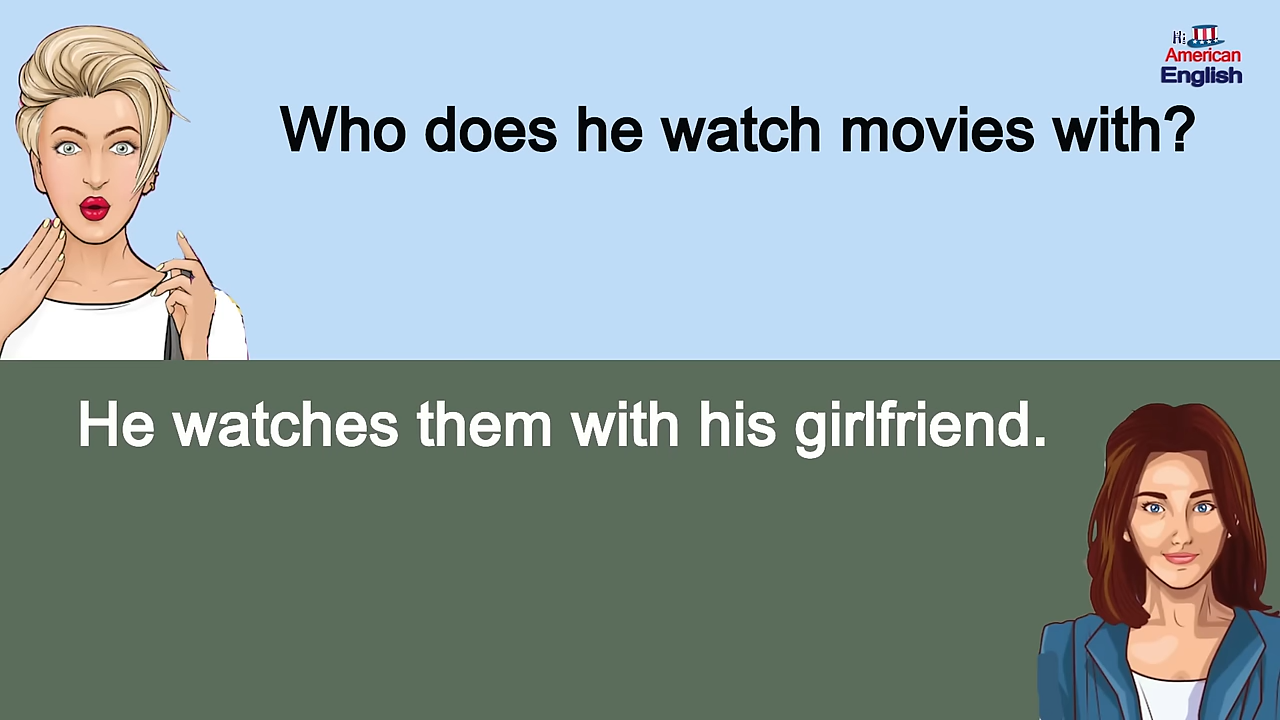 Hi
American
English
Who does he watch movies with?
He watches them with his girlfriend.